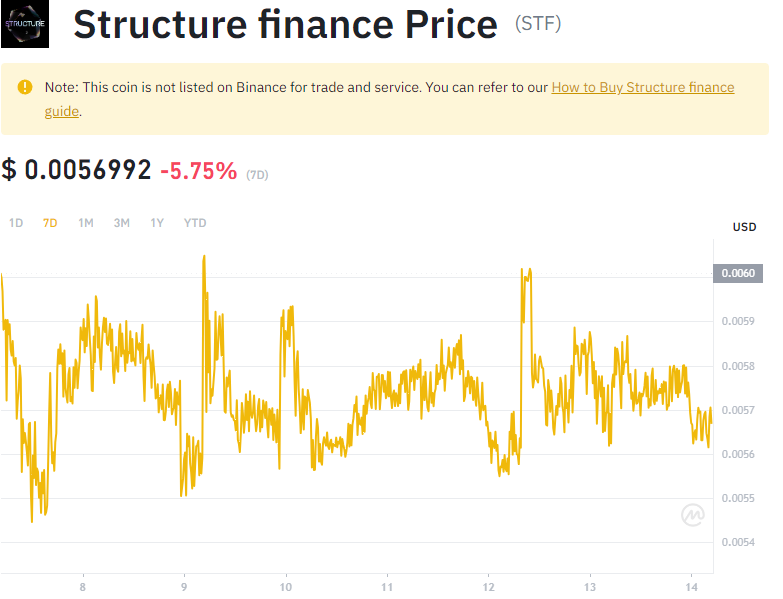 STRUCTURE
Structure finance Price (STF)
Note: This coin is not listed on Binance for trade and service. You can refer to our How to Buy Structure finance
guide.
$ 0.0056992 -5.75% (7D)
1D 7D 1M 3M 1Y YTD
USD
0.0060
0.0059
0.0058
0.0057
0.0056
0.0055
0.0054
8 9 10 11 12 13 14